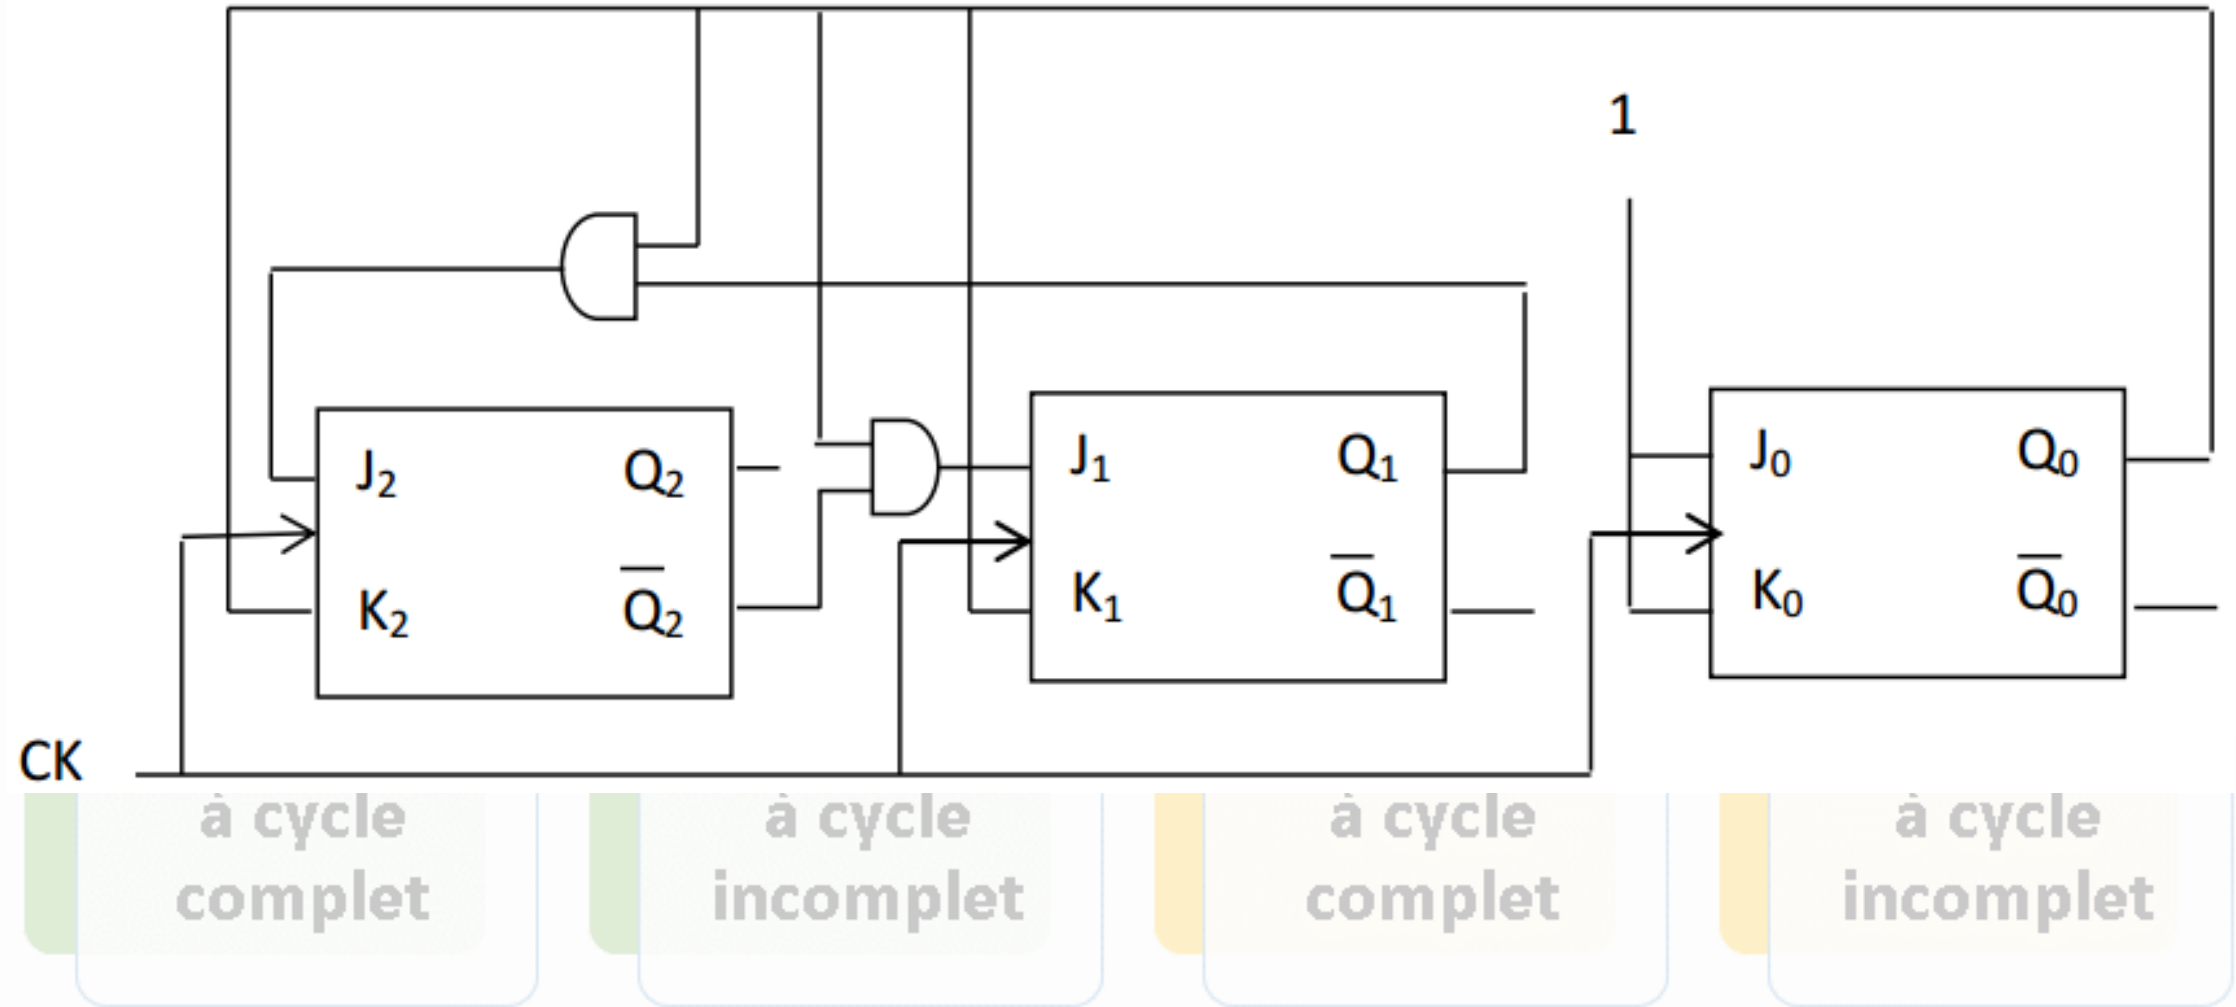 1
J₂ Q₂
K₂ Q̅₂
J₁ Q₁
K₁ Q̅₁
J₀ Q₀
K₀ Q̅₀
CK
à cycle
complet
à cycle
incomplet
à cycle
complet
à cycle
incomplet